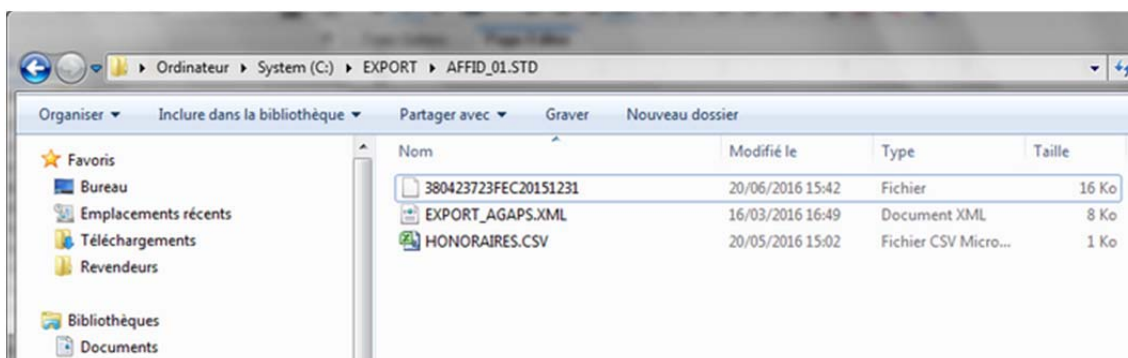 Ordinateur System (C:) EXPORT AFFID_01.STD
Organiser Inclure dans la bibliothèque Partager avec Graver Nouveau dossier
Favoris
Bureau
Emplacements récents
Téléchargements
Revendeurs
Bibliothèques
Documents
Nom Modifié le Type Taille
380423723FEC20151231 20/06/2016 15:42 Fichier 16 Ko
EXPORT_AGAPS.XML 16/03/2016 16:49 Document XML 8 Ko
HONORAIRES.CSV 20/05/2016 15:02 Fichier CSV Micro... 1 Ko